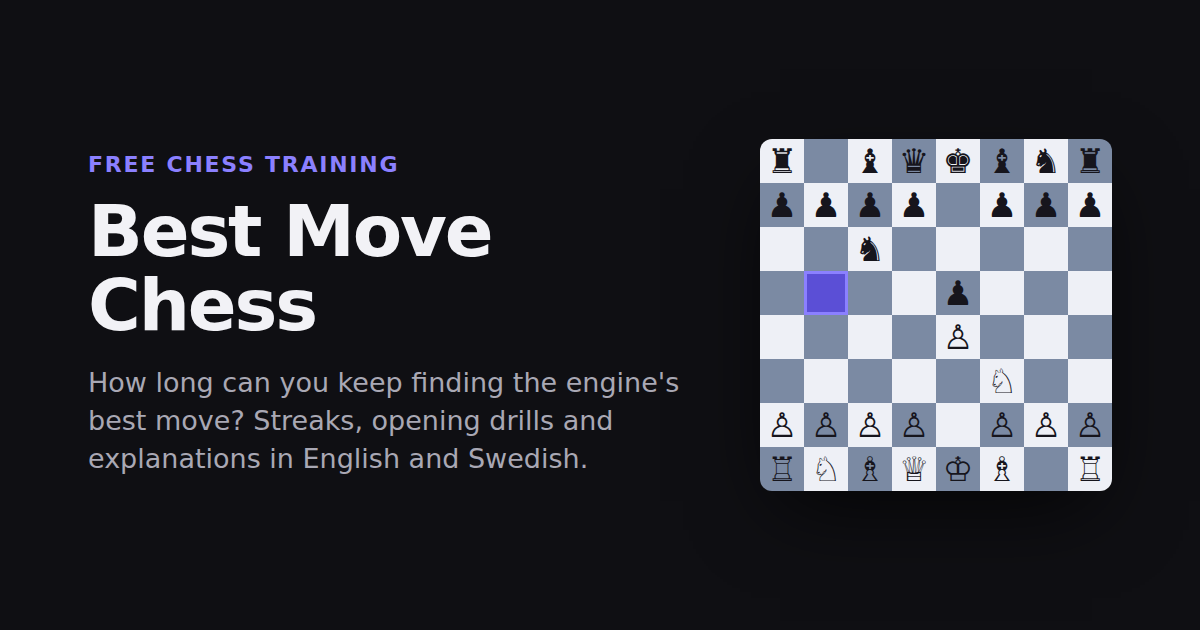 FREE CHESS TRAINING
Best Move
Chess
How long can you keep finding the engine's
best move? Streaks, opening drills and
explanations in English and Swedish.